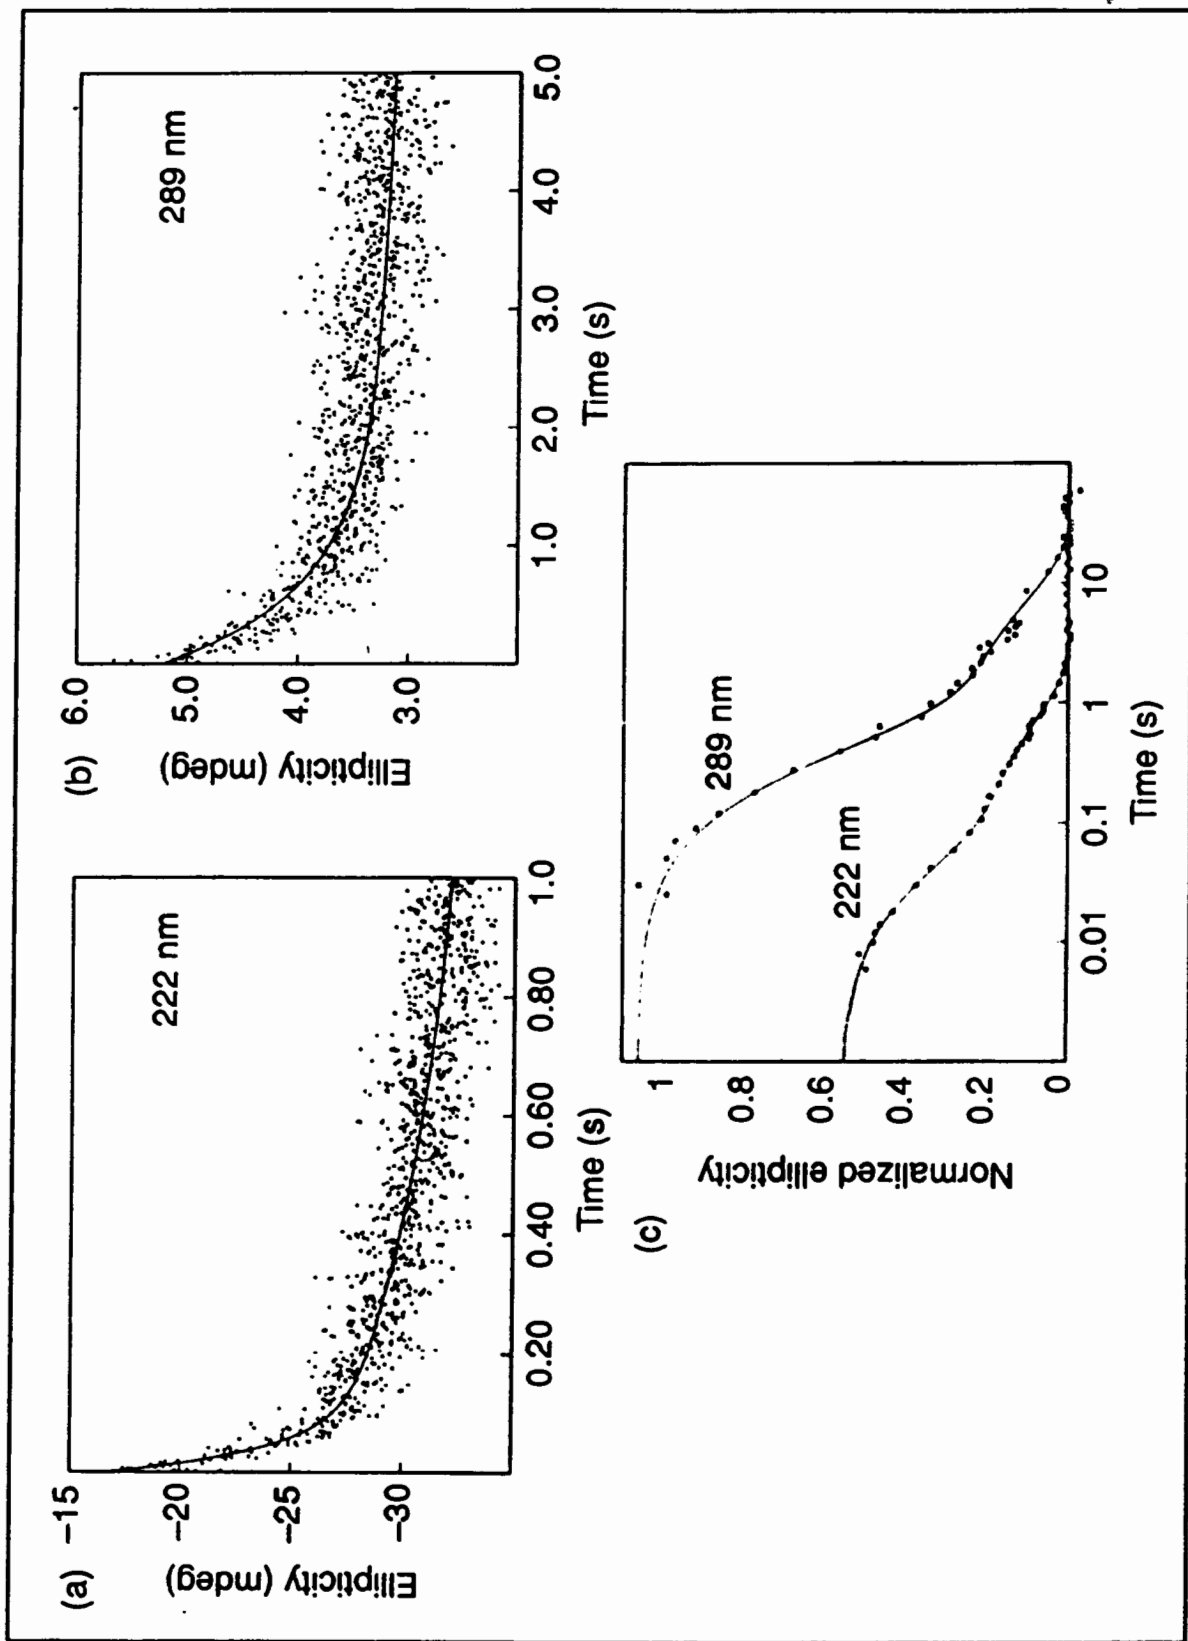 (a)
222 nm
−15
−20
−25
−30
Ellipticity (mdeg)
0.20
0.40
0.60
0.80
1.0
Time (s)
(b)
289 nm
6.0
5.0
4.0
3.0
Ellipticity (mdeg)
1.0
2.0
3.0
4.0
5.0
Time (s)
(c)
289 nm
222 nm
1
0.8
0.6
0.4
0.2
0
Normalized ellipticity
0.01
0.1
1
10
Time (s)